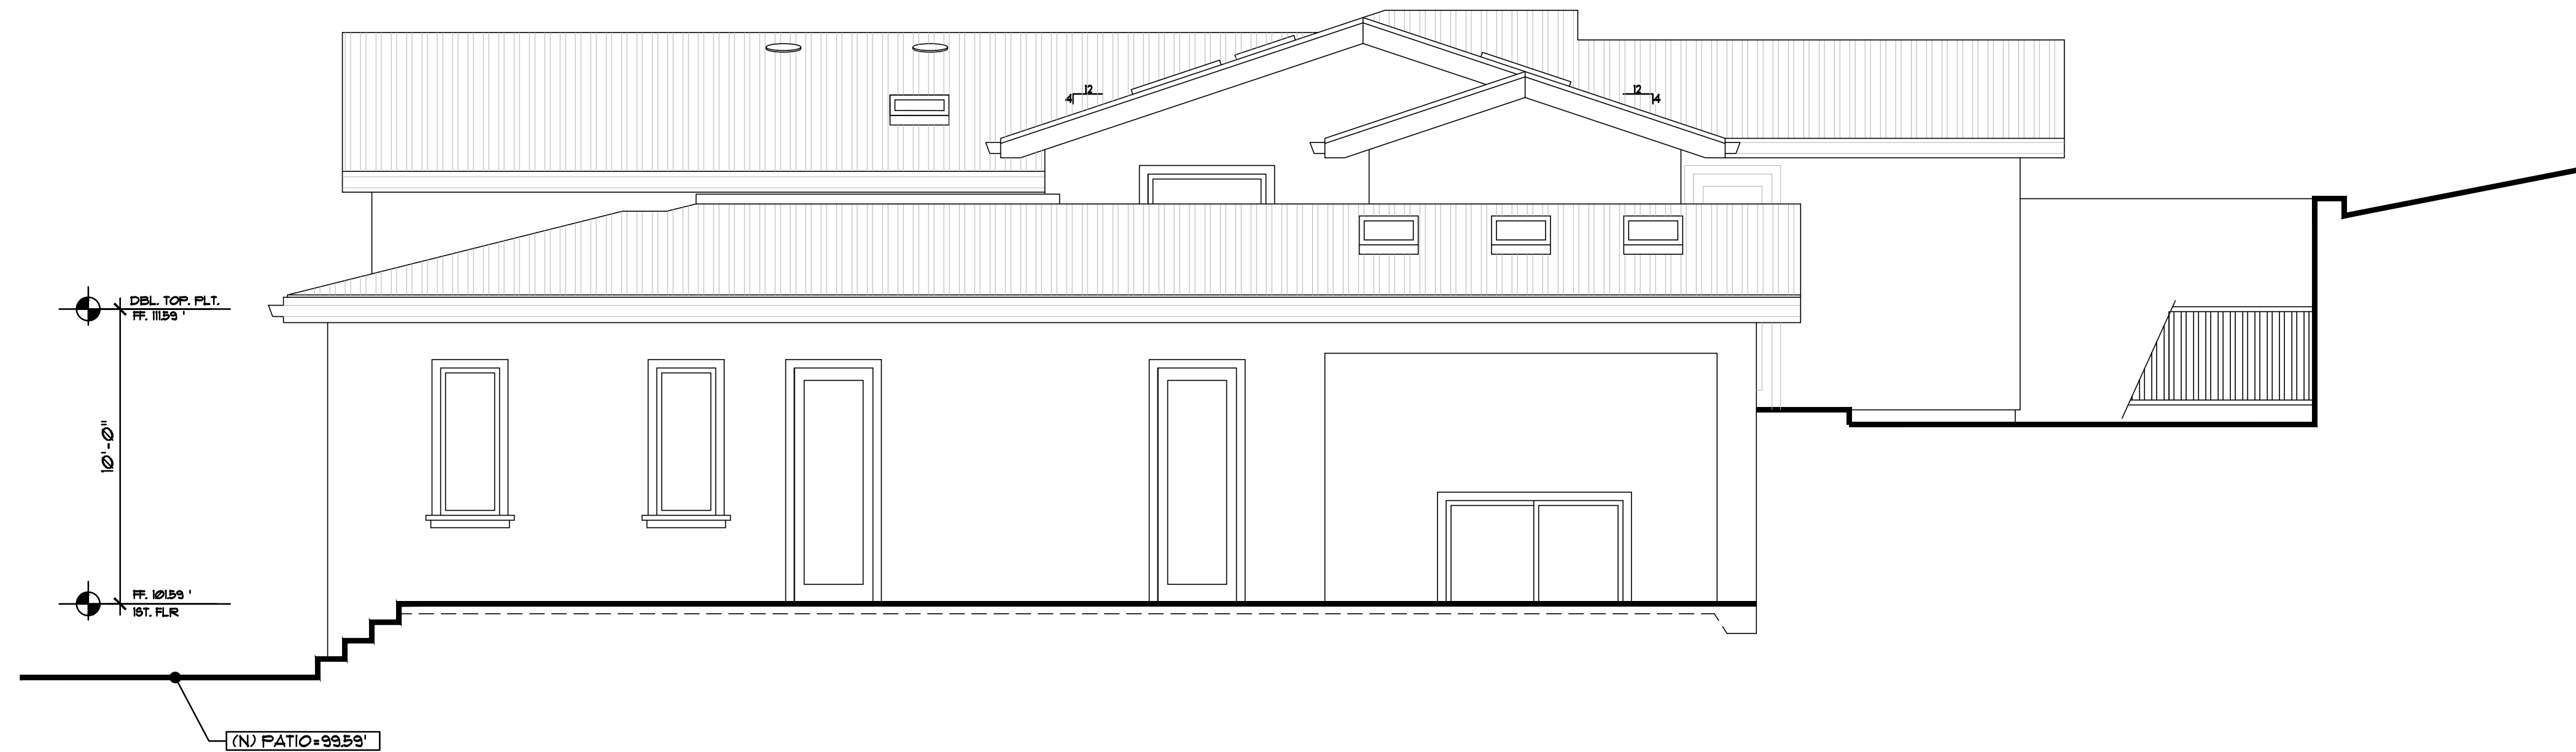 12
4
12
4
DBL. TOP. PLT.
FF. 111.59 '
10'-0"
FF. 101.59 '
1ST. FLR
(N) PATIO=99.59'